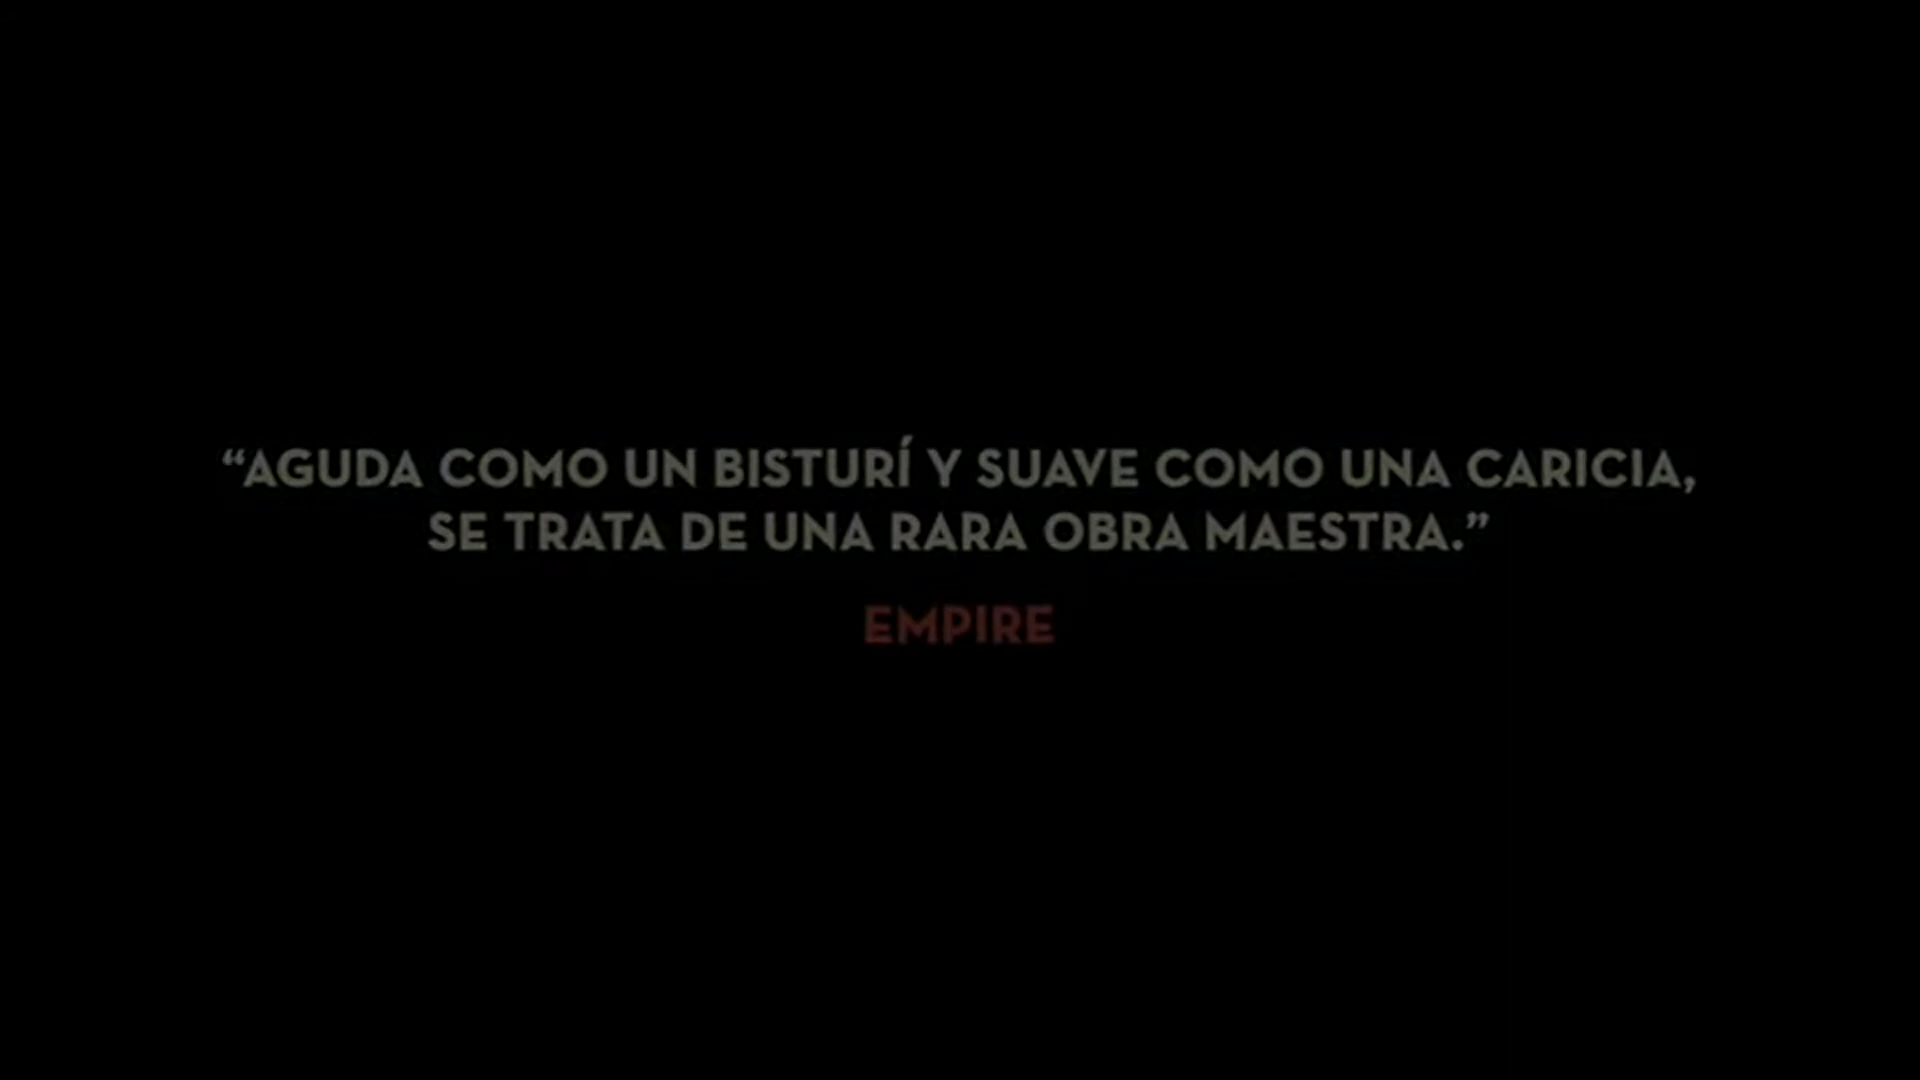 “AGUDA COMO UN BISTURÍ Y SUAVE COMO UNA CARICIA,
SE TRATA DE UNA RARA OBRA MAESTRA.”
EMPIRE